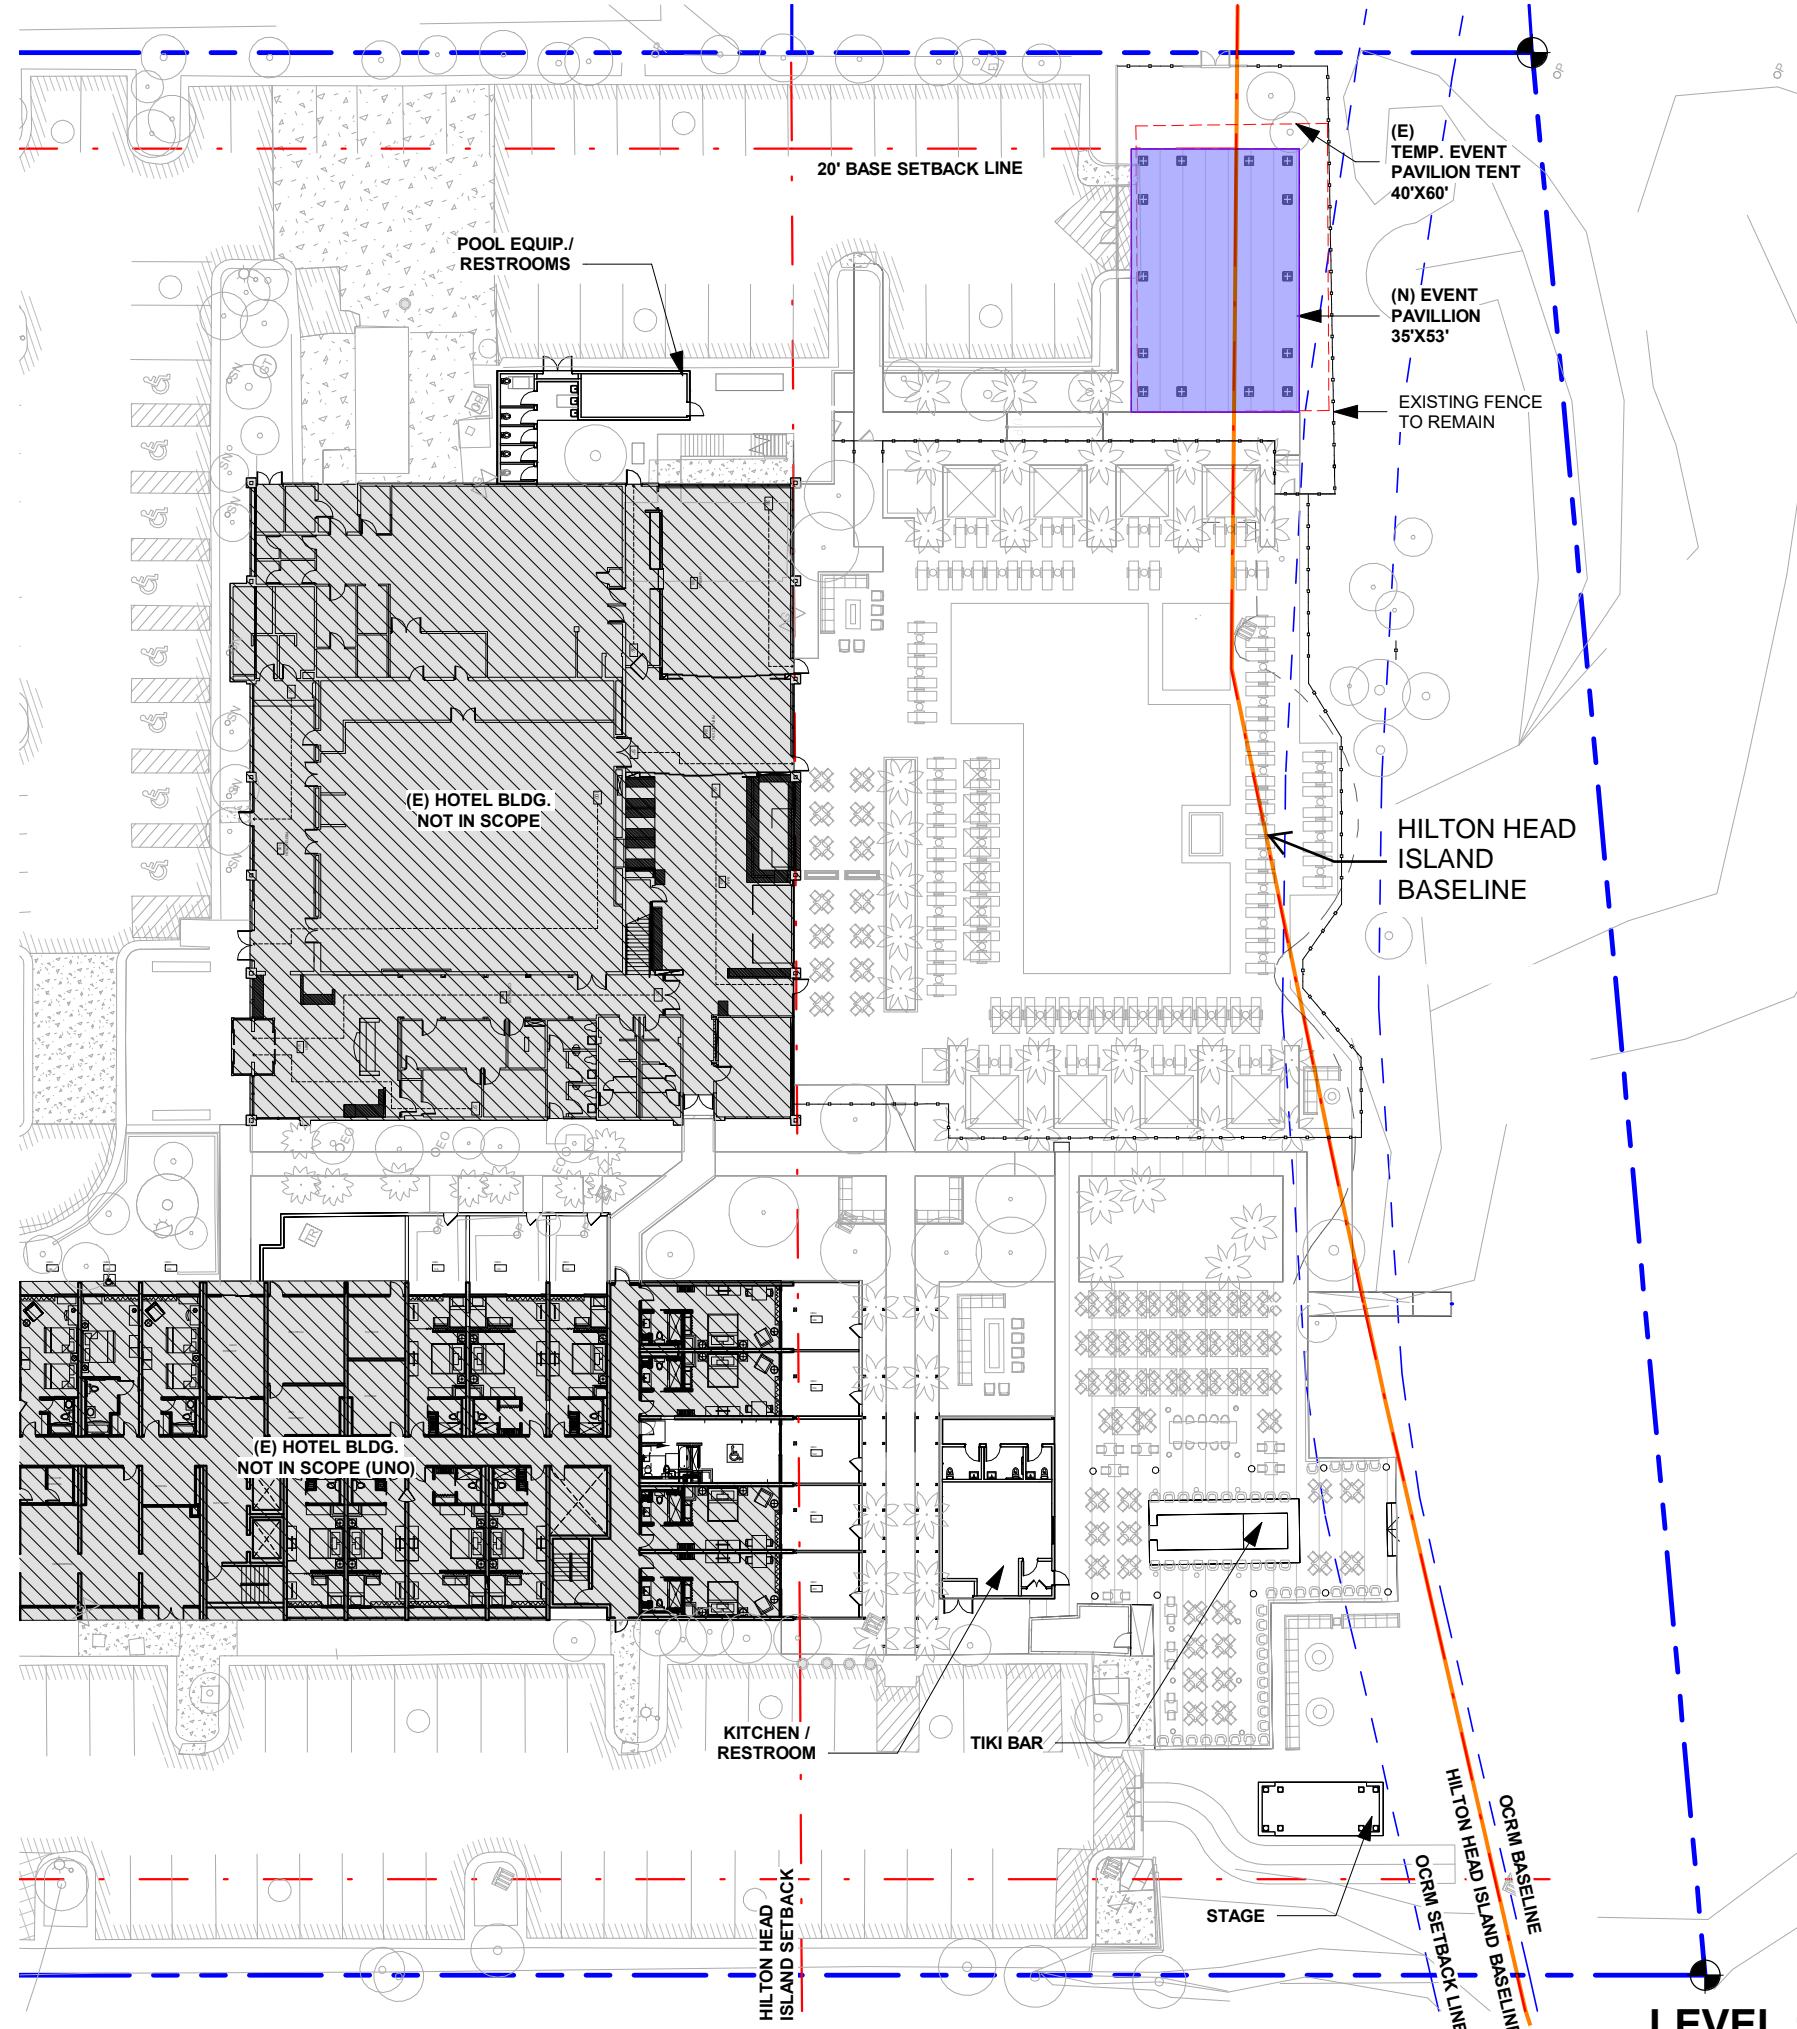 (E)
TEMP. EVENT
PAVILION TENT
40'X60'
20' BASE SETBACK LINE
POOL EQUIP./
RESTROOMS
(N) EVENT
PAVILLION
35'X53'
EXISTING FENCE
TO REMAIN
(E) HOTEL BLDG.
NOT IN SCOPE
HILTON HEAD
ISLAND
BASELINE
(E) HOTEL BLDG.
NOT IN SCOPE (UNO)
KITCHEN /
RESTROOM
TIKI BAR
STAGE
HILTON HEAD
ISLAND SETBACK
OCRM SETBACK LINE
HILTON HEAD ISLAND BASELINE
OCRM BASELINE
LEVEL